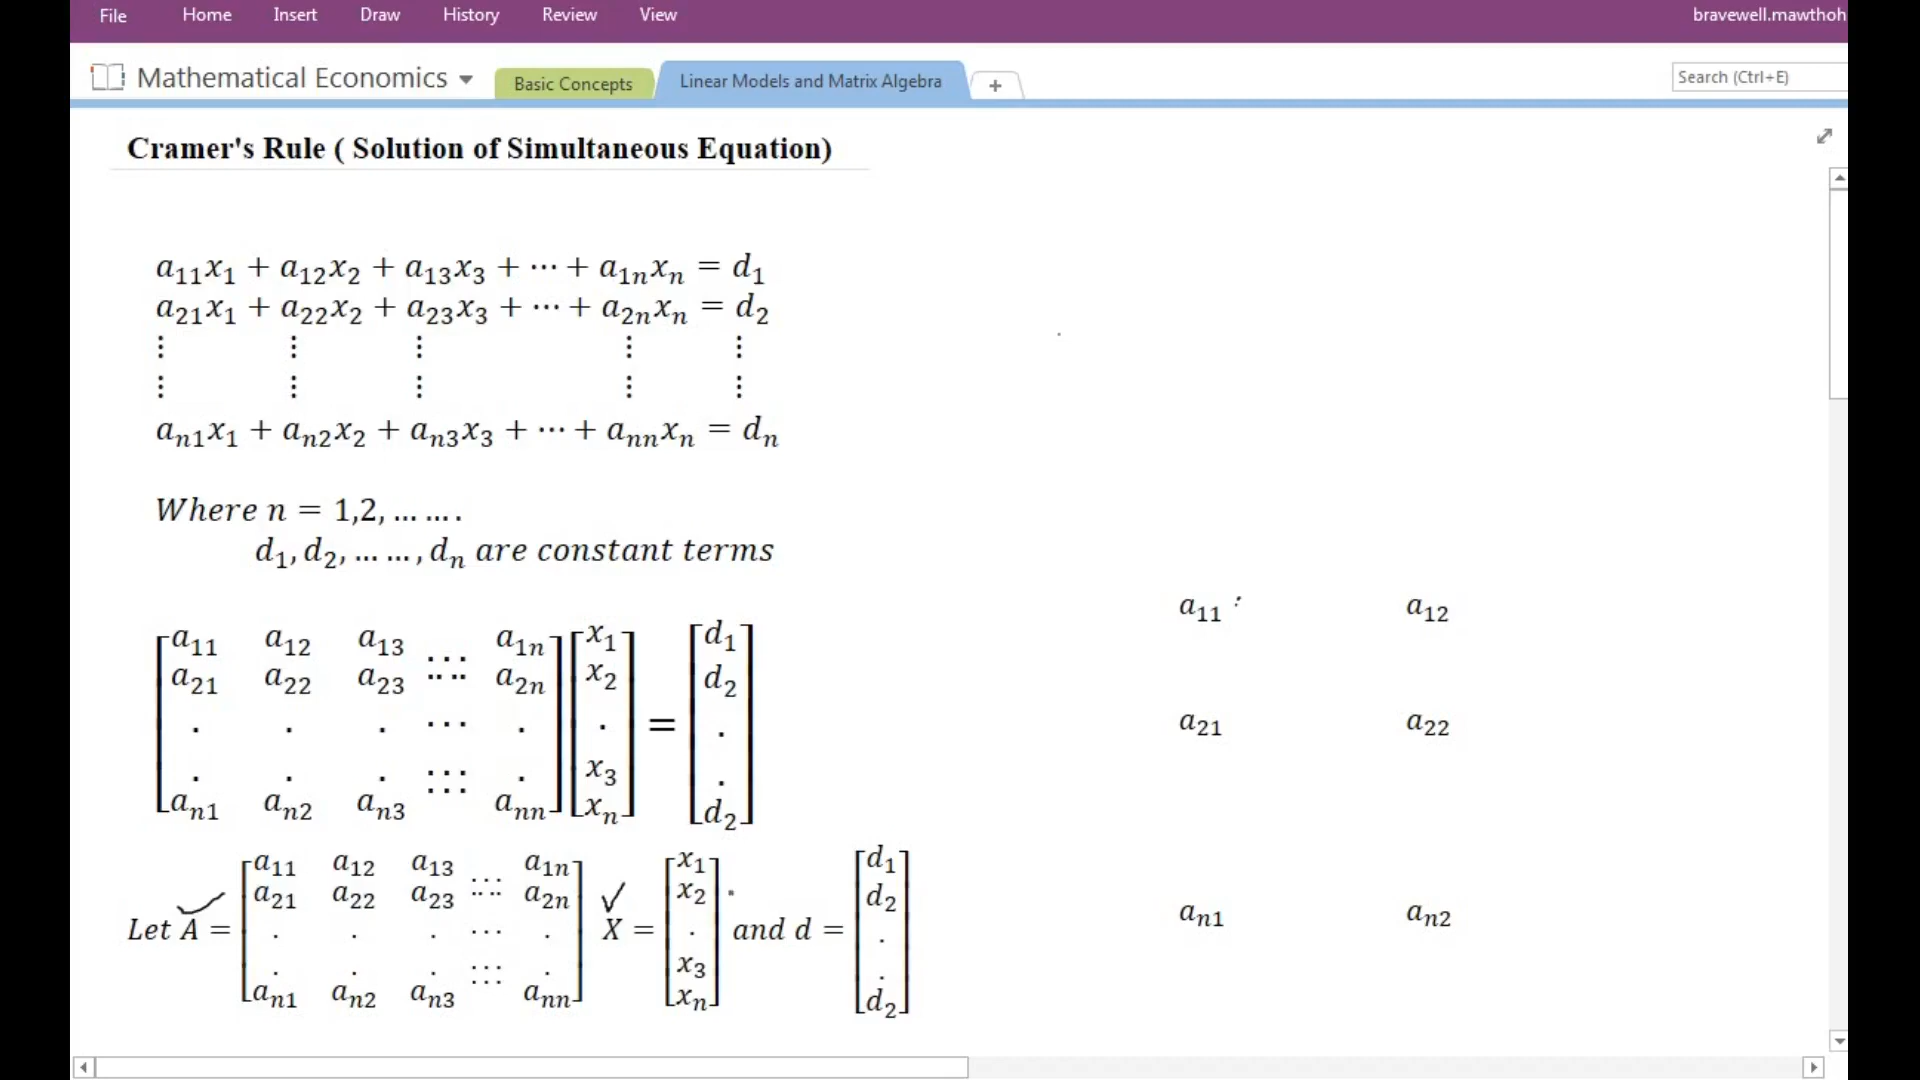 File Home Insert Draw History Review View bravewell.mawthoh
Mathematical Economics Basic Concepts Linear Models and Matrix Algebra + Search (Ctrl+E)
Cramer's Rule ( Solution of Simultaneous Equation)
a₁₁x₁ + a₁₂x₂ + a₁₃x₃ + ⋯ + a₁ₙxₙ = d₁
a₂₁x₁ + a₂₂x₂ + a₂₃x₃ + ⋯ + a₂ₙxₙ = d₂
⋮ ⋮ ⋮ ⋮ ⋮
⋮ ⋮ ⋮ ⋮ ⋮
aₙ₁x₁ + aₙ₂x₂ + aₙ₃x₃ + ⋯ + aₙₙxₙ = dₙ
Where n = 1,2, … … .
d₁, d₂, … … , dₙ are constant terms
a₁₁ a₁₂
a₁₁ a₁₂ a₁₃ … a₁ₙ x₁ d₁
a₂₁ a₂₂ a₂₃ ‥‥ a₂ₙ x₂ d₂
. . . ⋯ . . = .
. . . ⋯ . x₃ .
aₙ₁ aₙ₂ aₙ₃ ⋯ aₙₙ xₙ d₂
a₂₁ a₂₂
a₁₁ a₁₂ a₁₃ … a₁ₙ x₁ d₁
a₂₁ a₂₂ a₂₃ ‥‥ a₂ₙ ✓ x₂ d₂
Let A = . . . ⋯ . X = . and d = .
. . . ⋯ . x₃ .
aₙ₁ aₙ₂ aₙ₃ ⋯ aₙₙ xₙ d₂
aₙ₁ aₙ₂